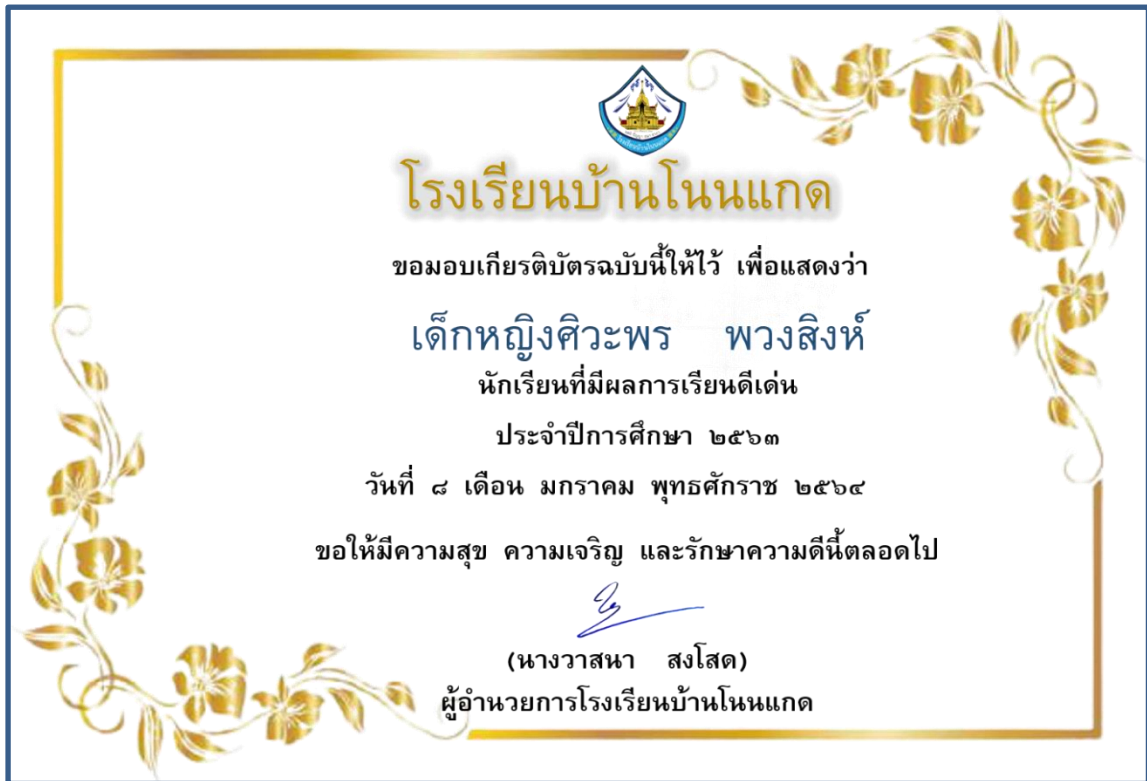 โรงเรียนบ้านโนนแกด
ขอมอบเกียรติบัตรฉบับนี้ให้ไว้ เพื่อแสดงว่า
เด็กหญิงศิวะพร พวงสิงห์
นักเรียนที่มีผลการเรียนดีเด่น
ประจำปีการศึกษา ๒๕๖๓
วันที่ ๘ เดือน มกราคม พุทธศักราช ๒๕๖๔
ขอให้มีความสุข ความเจริญ และรักษาความดีนี้ตลอดไป
(นางวาสนา สงโสด)
ผู้อำนวยการโรงเรียนบ้านโนนแกด